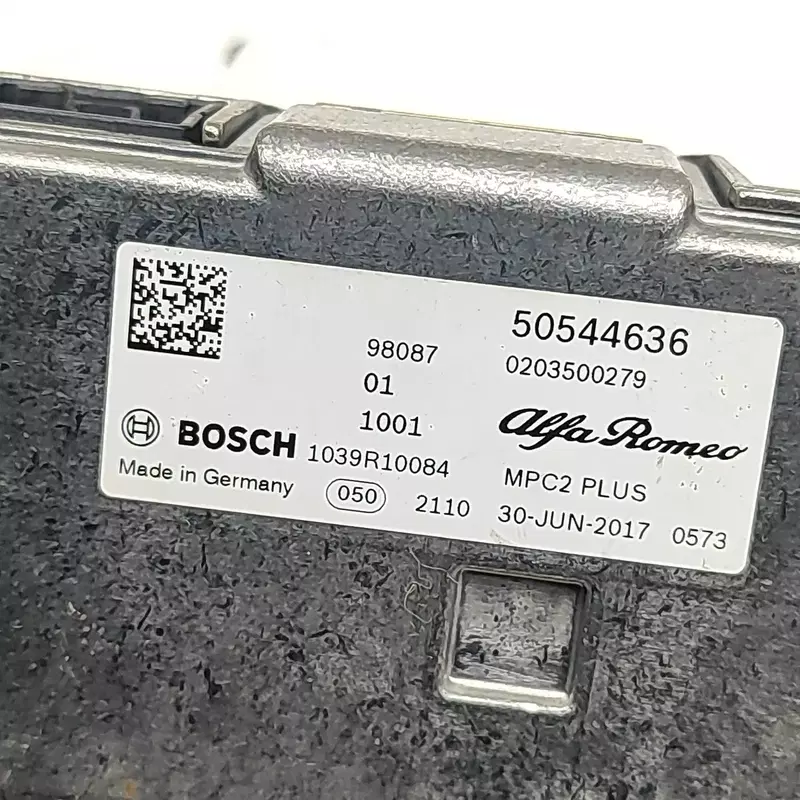 50544636
98087
0203500279
01
1001
Alfa Romeo
BOSCH 1039R10084
MPC2 PLUS
Made in Germany 050 2110 30-JUN-2017 0573